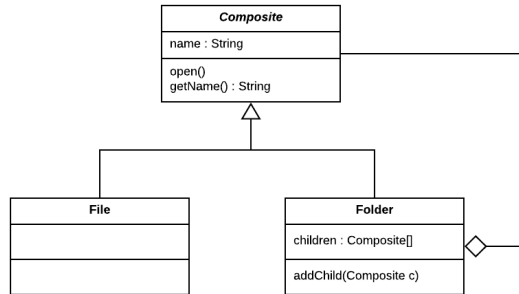 Composite
name : String
open()
getName() : String
File
Folder
children : Composite[]
addChild(Composite c)